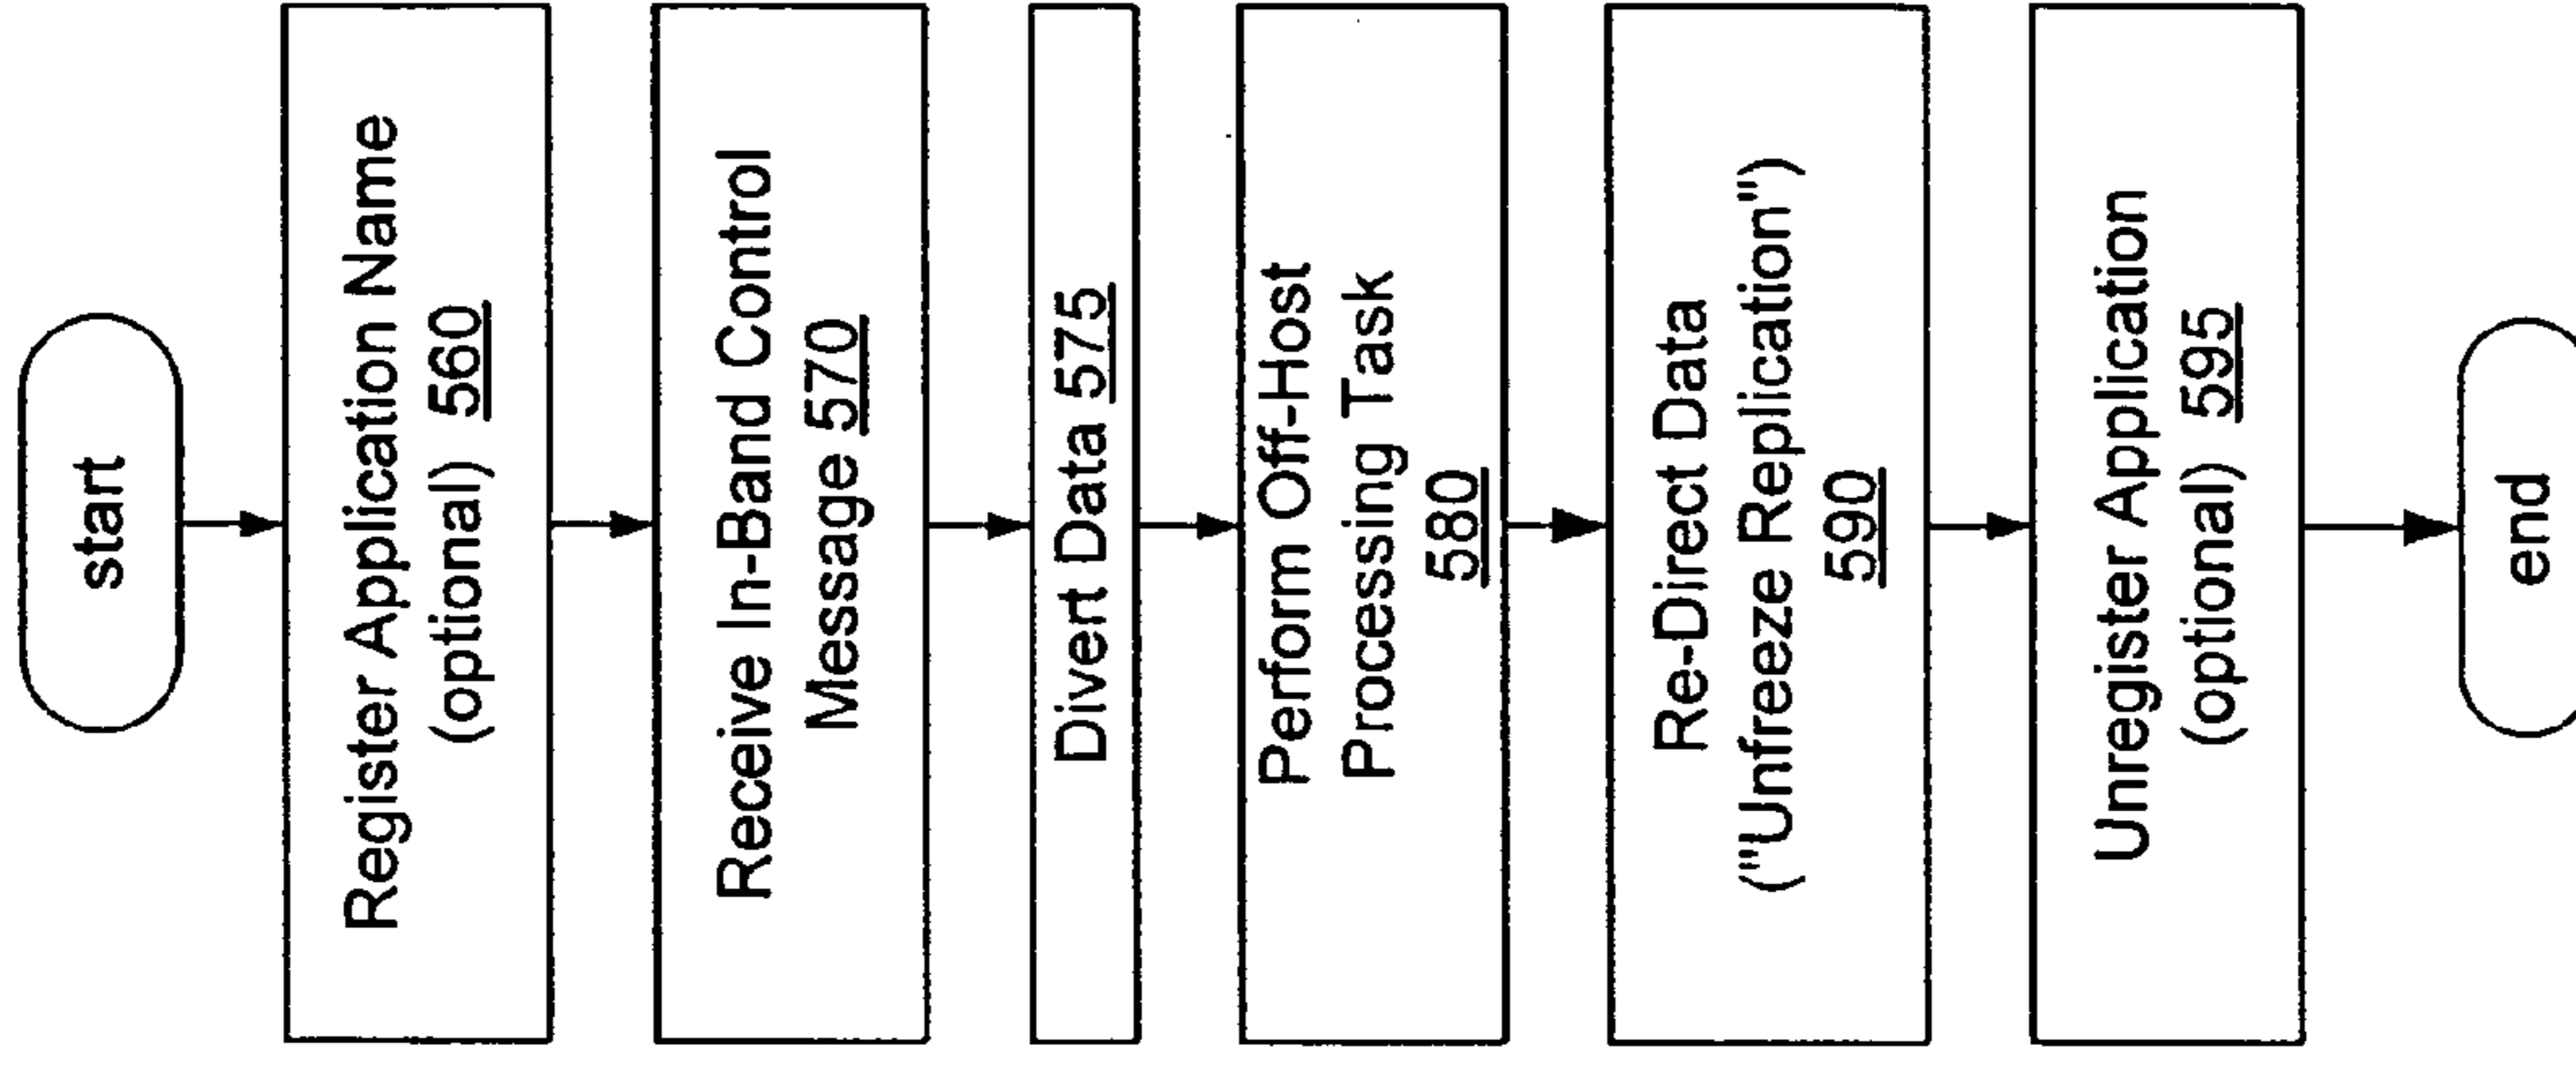 start
Register Application Name
(optional) 560
Receive In-Band Control
Message 570
Divert Data 575
Perform Off-Host
Processing Task
580
Re-Direct Data
("Unfreeze Replication")
590
Unregister Application
(optional) 595
end